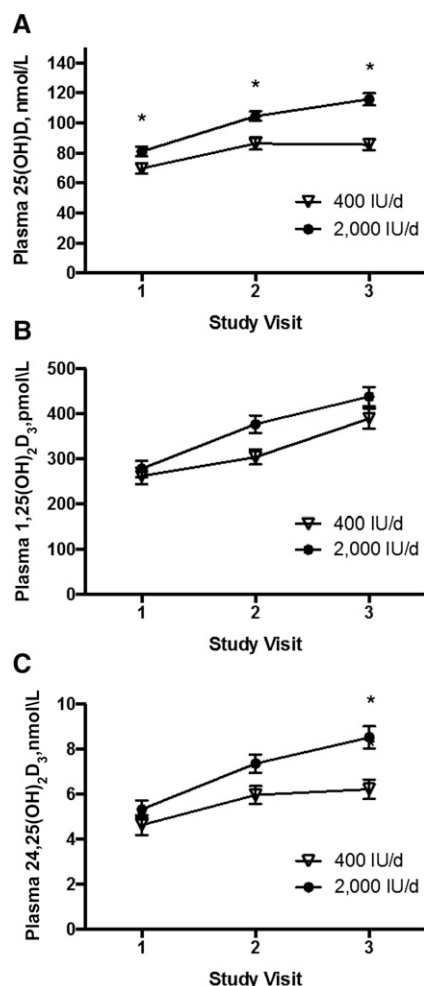 A
Plasma 25(OH)D, nmol/L
140
120
100
80
60
40
20
0
* * *
400 IU/d
2,000 IU/d
1 2 3
Study Visit
B
Plasma 1,25(OH)₂D₃,pmol\L
500
400
300
200
100
0
400 IU/d
2,000 IU/d
1 2 3
Study Visit
C
Plasma 24,25(OH)₂D₃,nmol\L
10
8
6
4
2
0
*
400 IU/d
2,000 IU/d
1 2 3
Study Visit